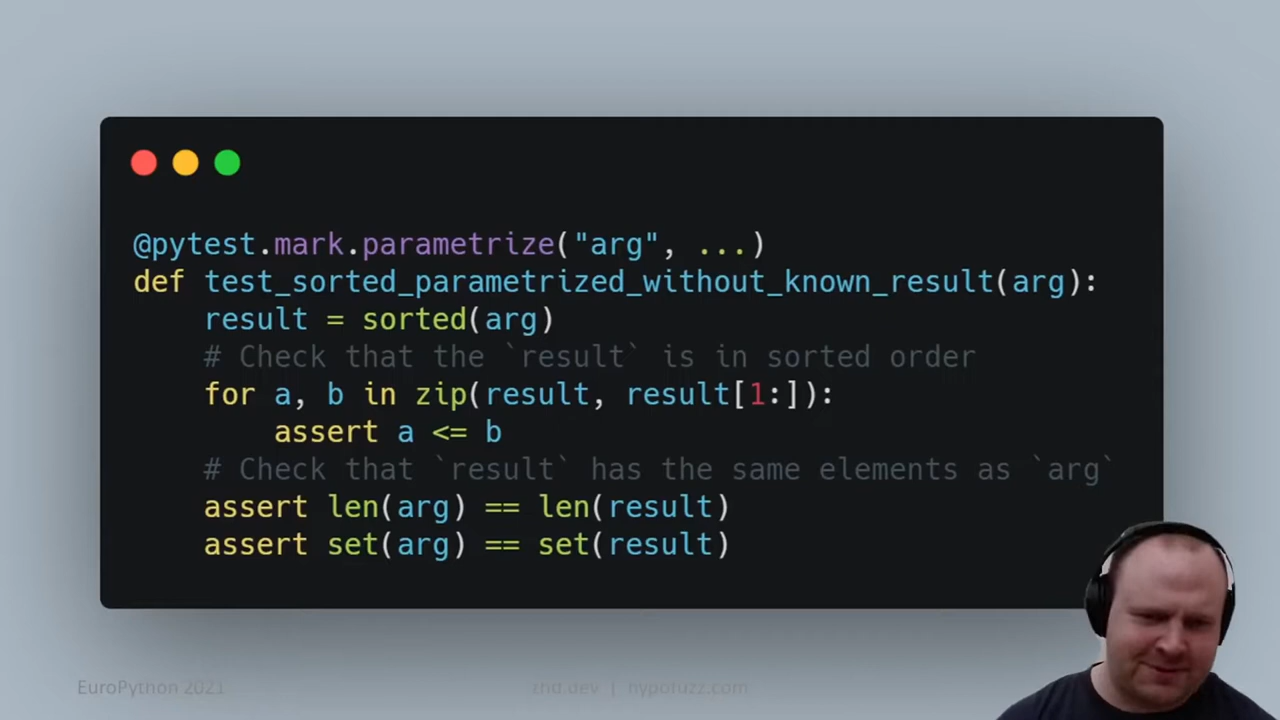 @pytest.mark.parametrize("arg", ...)
def test_sorted_parametrized_without_known_result(arg):
    result = sorted(arg)
    # Check that the `result` is in sorted order
    for a, b in zip(result, result[1:]):
        assert a <= b
    # Check that `result` has the same elements as `arg`
    assert len(arg) == len(result)
    assert set(arg) == set(result)
EuroPython 2021
zhd.dev | hypofuzz.com